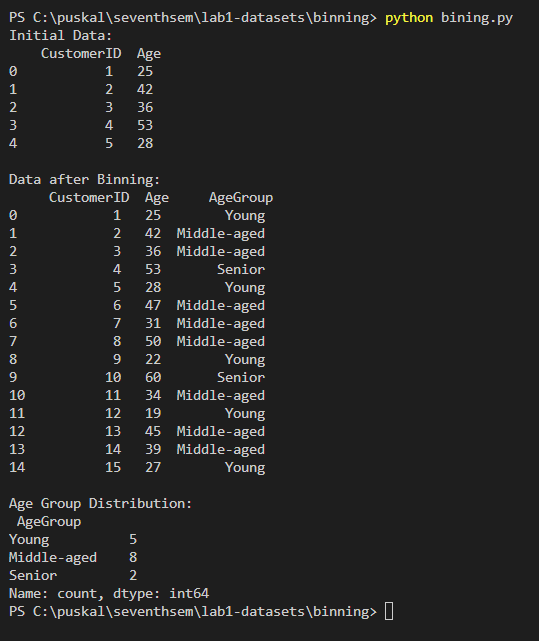 PS C:\puskal\seventhsem\lab1-datasets\binning> python bining.py
Initial Data:
    CustomerID  Age
0           1   25
1           2   42
2           3   36
3           4   53
4           5   28
Data after Binning:
     CustomerID  Age     AgeGroup
0            1   25        Young
1            2   42  Middle-aged
2            3   36  Middle-aged
3            4   53       Senior
4            5   28        Young
5            6   47  Middle-aged
6            7   31  Middle-aged
7            8   50  Middle-aged
8            9   22        Young
9           10   60       Senior
10          11   34  Middle-aged
11          12   19        Young
12          13   45  Middle-aged
13          14   39  Middle-aged
14          15   27        Young
Age Group Distribution:
 AgeGroup
Young          5
Middle-aged    8
Senior         2
Name: count, dtype: int64
PS C:\puskal\seventhsem\lab1-datasets\binning>